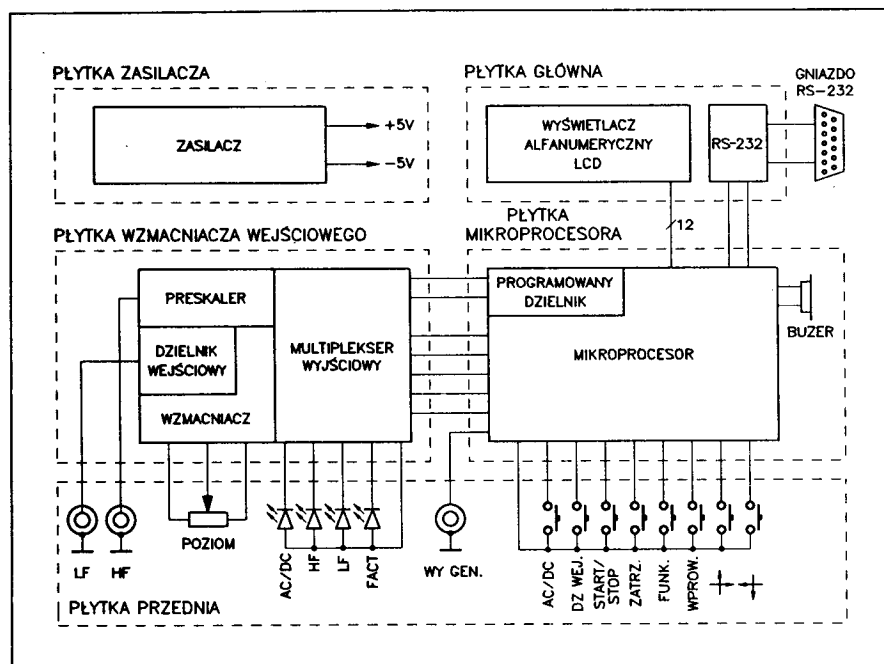 PŁYTKA ZASILACZA
ZASILACZ
+5V
-5V
PŁYTKA GŁÓWNA
WYŚWIETLACZ
ALFANUMERYCZNY
LCD
RS-232
GNIAZDO
RS-232
PŁYTKA WZMACNIACZA WEJŚCIOWEGO
PRESKALER
DZIELNIK
WEJŚCIOWY
WZMACNIACZ
MULTIPLEKSER
WYJŚCIOWY
PŁYTKA
MIKROPROCESORA
12
PROGRAMOWANY
DZIELNIK
MIKROPROCESOR
BUZER
LF
HF
POZIOM
AC/DC
HF
LF
FACT
WY GEN.
AC/DC
DZ WEJ.
START/
STOP
ZATRZ.
FUNK.
WPROW.
PŁYTKA PRZEDNIA